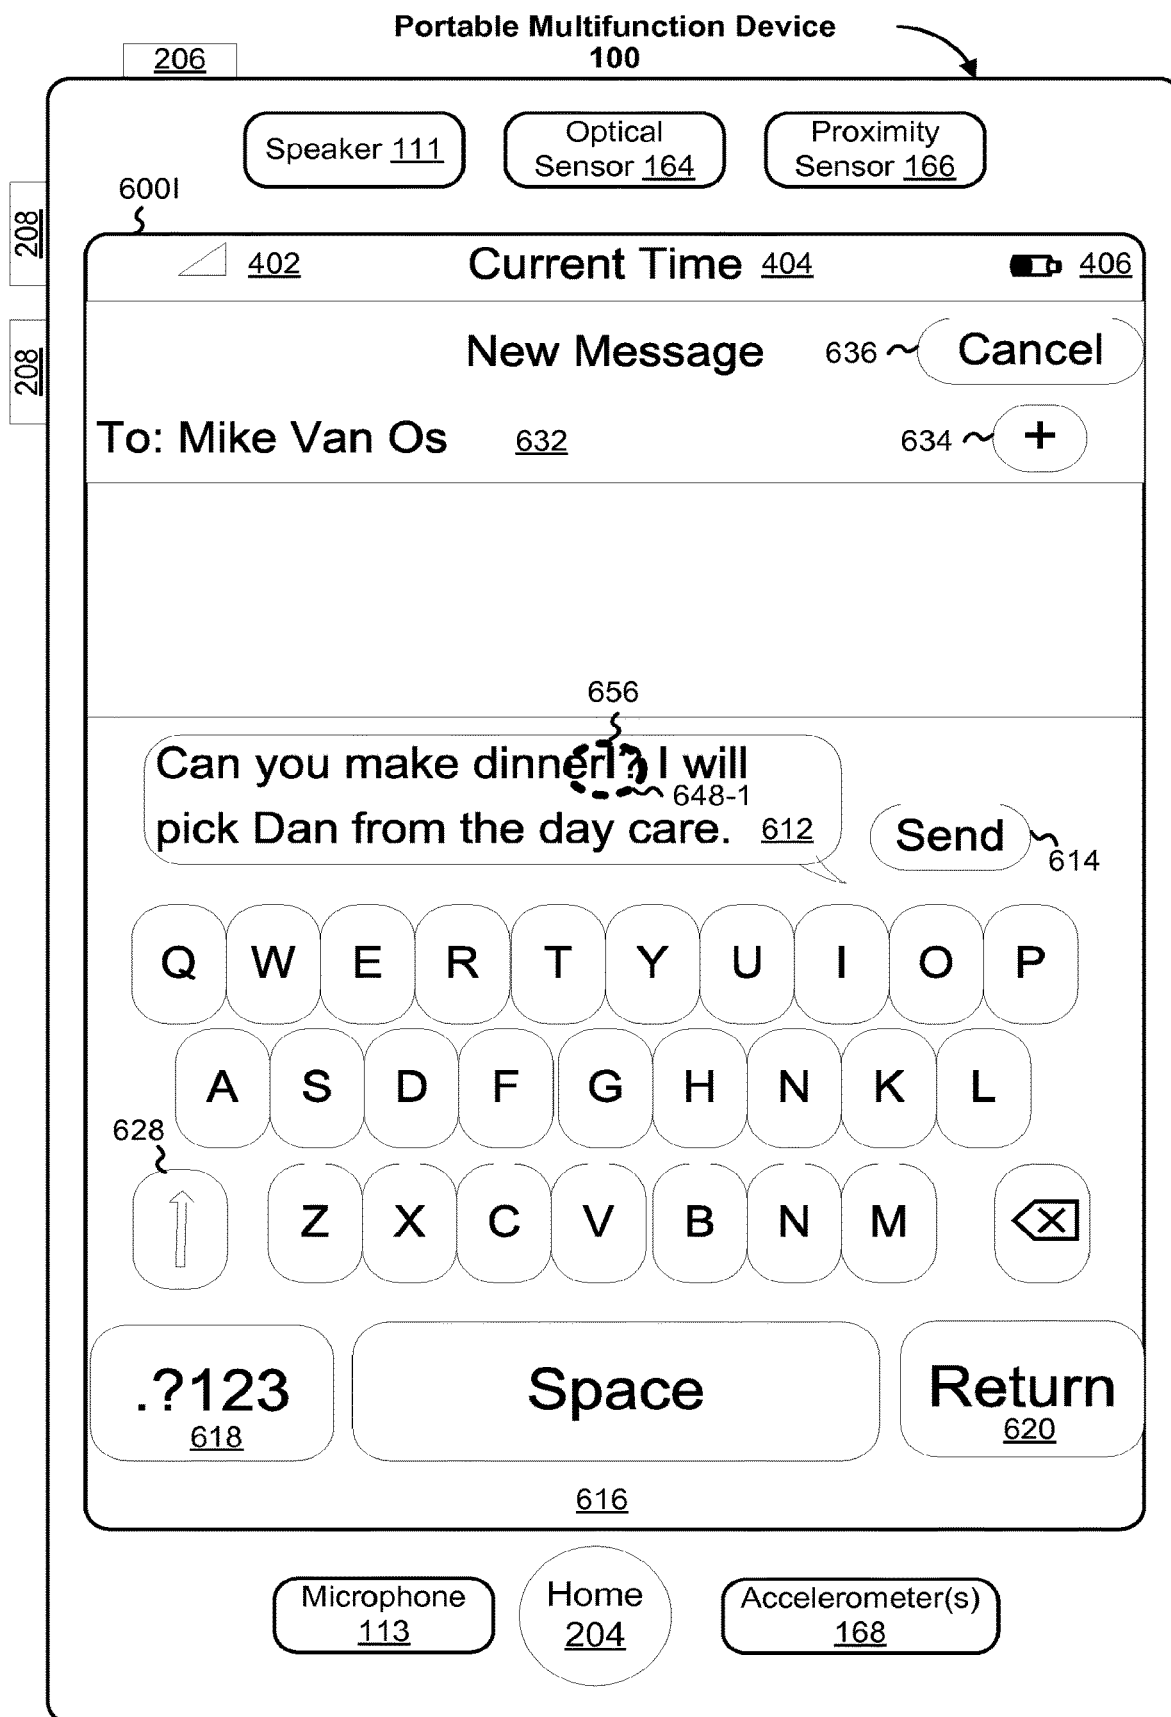 Portable Multifunction Device
100
206
Speaker 111
Optical
Sensor 164
Proximity
Sensor 166
600I
208
208
402
Current Time 404
406
New Message
636
Cancel
To: Mike Van Os
632
634
+
656
Can you make dinner? I will
648-1
pick Dan from the day care.
612
Send
614
Q W E R T Y U I O P
A S D F G H N K L
628
Z X C V B N M
.?123
618
Space
Return
620
616
Microphone
113
Home
204
Accelerometer(s)
168